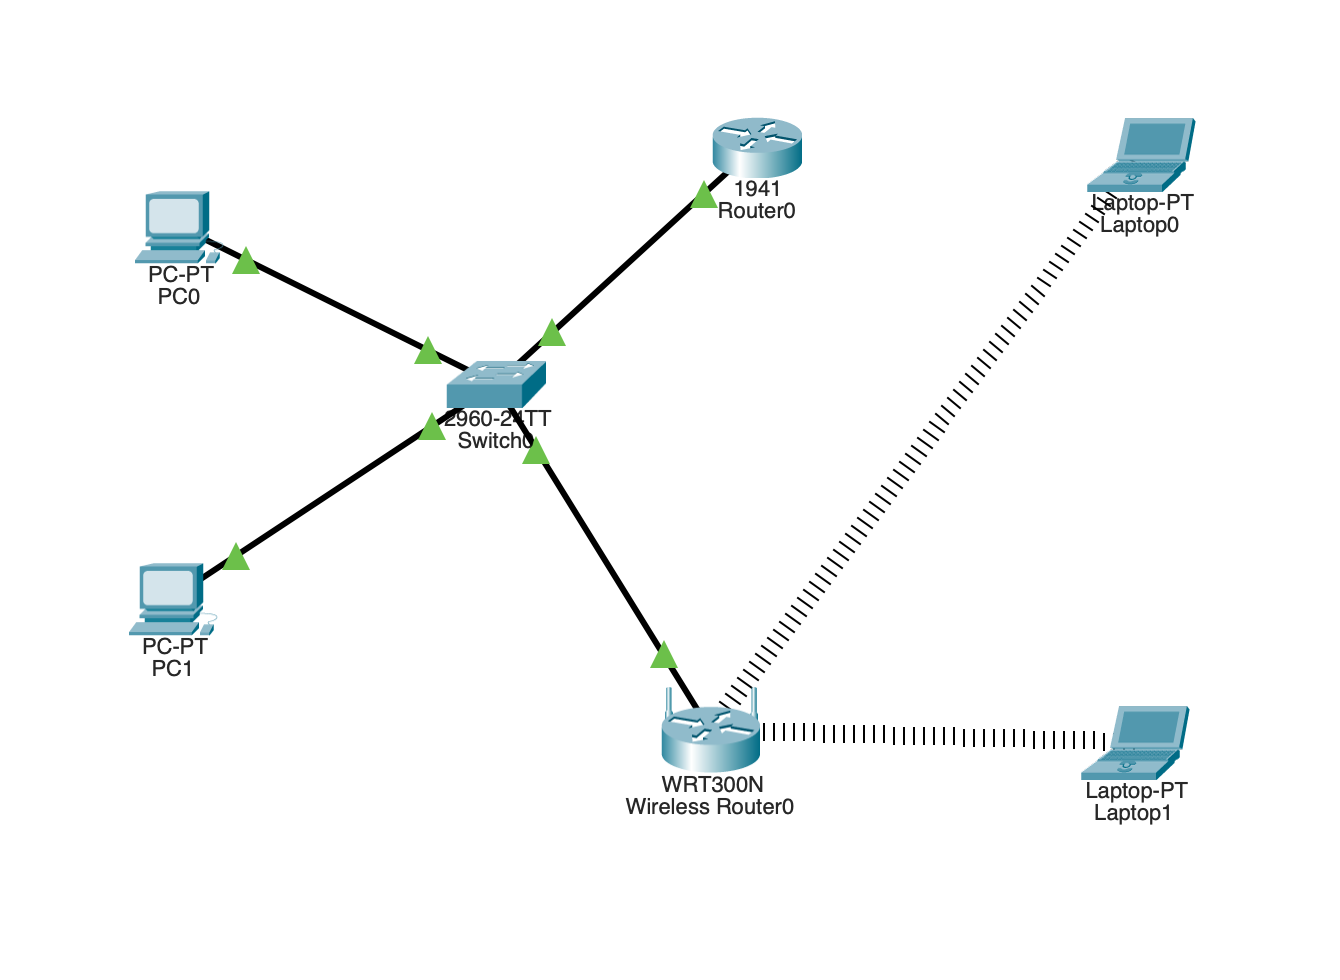 1941
Router0
Laptop-PT
Laptop0
PC-PT
PC0
2960-24TT
Switch0
PC-PT
PC1
WRT300N
Wireless Router0
Laptop-PT
Laptop1